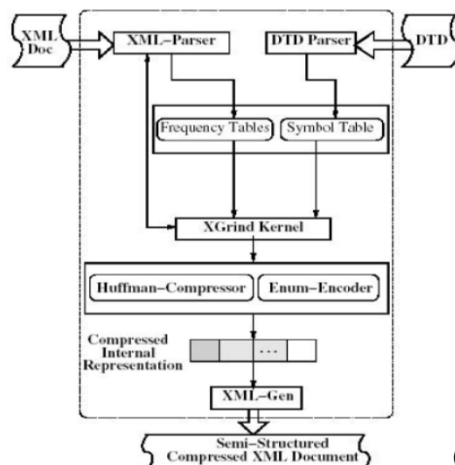 XML
Doc
XML-Parser
DTD Parser
DTD
Frequency Tables
Symbol Table
XGrind Kernel
Huffman-Compressor
Enum-Encoder
Compressed
Internal
Representation
...
XML-Gen
Semi-Structured
Compressed XML Document